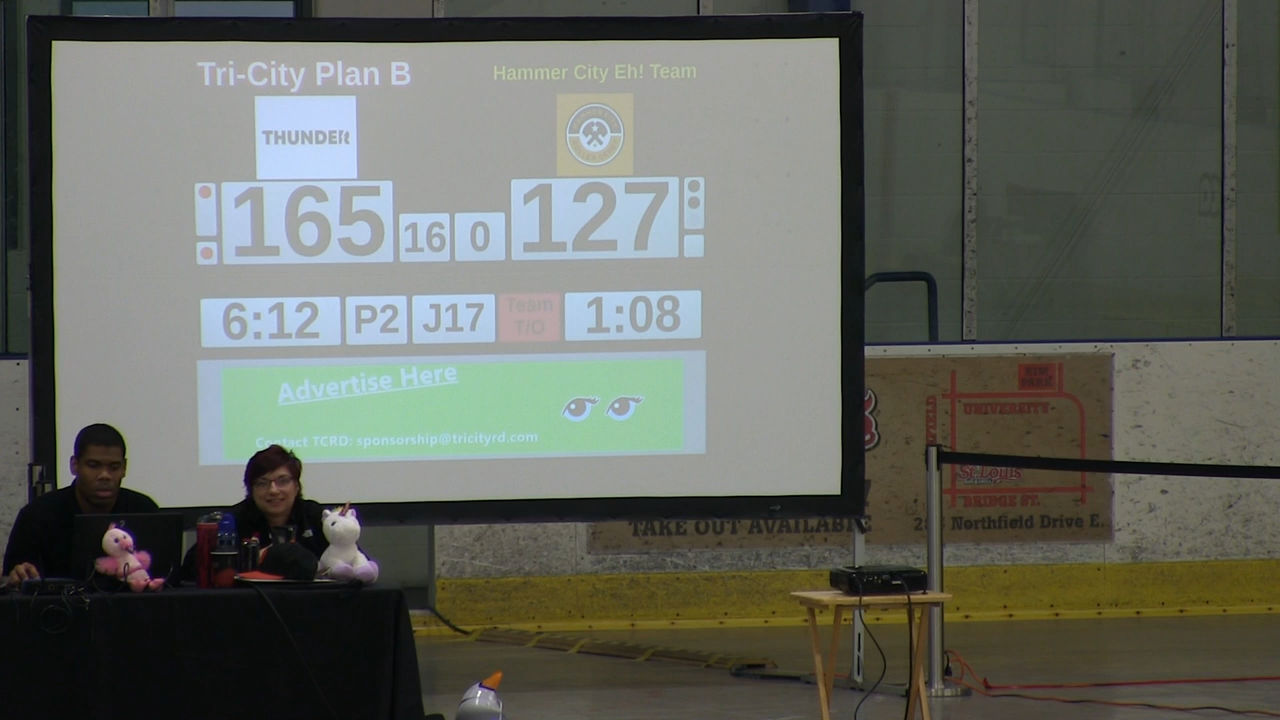 Tri-City Plan B
Hammer City Eh! Team
THUNDER
165
16
0
127
6:12
P2
J17
Team
T/O
1:08
Advertise Here
Contact TCRD: sponsorship@tricityrd.com
UNIVERSITY
St. Louis
BRIDGE ST.
TAKE OUT AVAILABLE
Northfield Drive E.